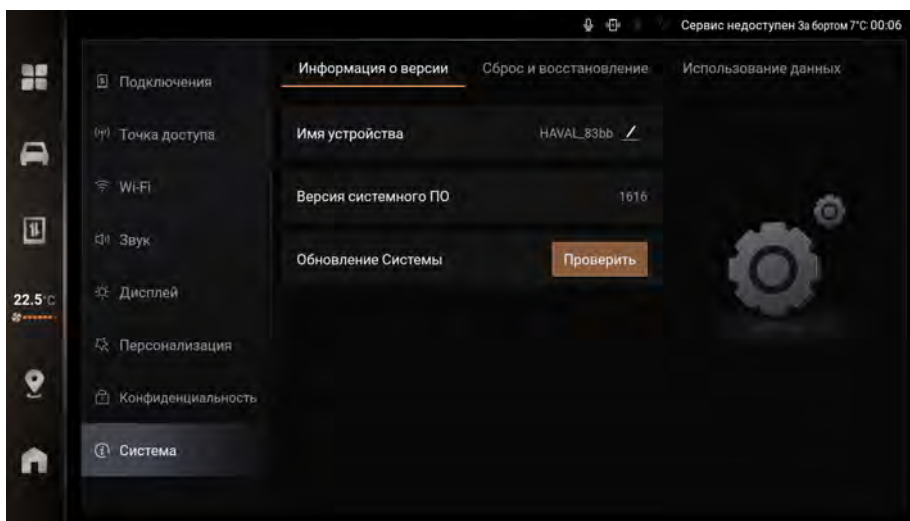 Сервис недоступен За бортом 7°C 00:06
Подключения
Точка доступа
Wi-Fi
Звук
Дисплей
Персонализация
Конфиденциальность
Система
22.5°C
Информация о версии Сброс и восстановление Использование данных
Имя устройства HAVAL_83bb
Версия системного ПО 1616
Обновление Системы Проверить